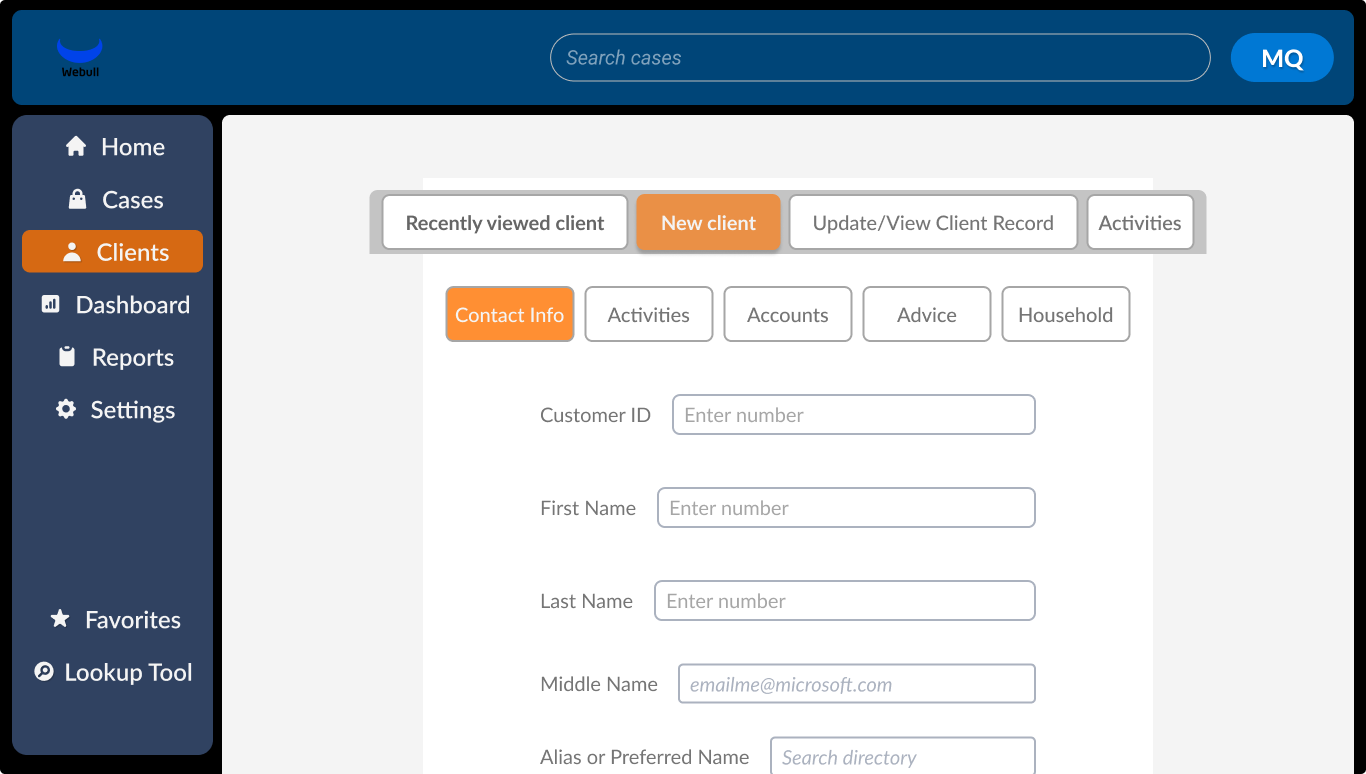 Webull
Search cases
MQ
Home
Cases
Clients
Dashboard
Reports
Settings
Favorites
Lookup Tool
Recently viewed client
New client
Update/View Client Record
Activities
Contact Info
Activities
Accounts
Advice
Household
Customer ID
Enter number
First Name
Enter number
Last Name
Enter number
Middle Name
emailme@microsoft.com
Alias or Preferred Name
Search directory